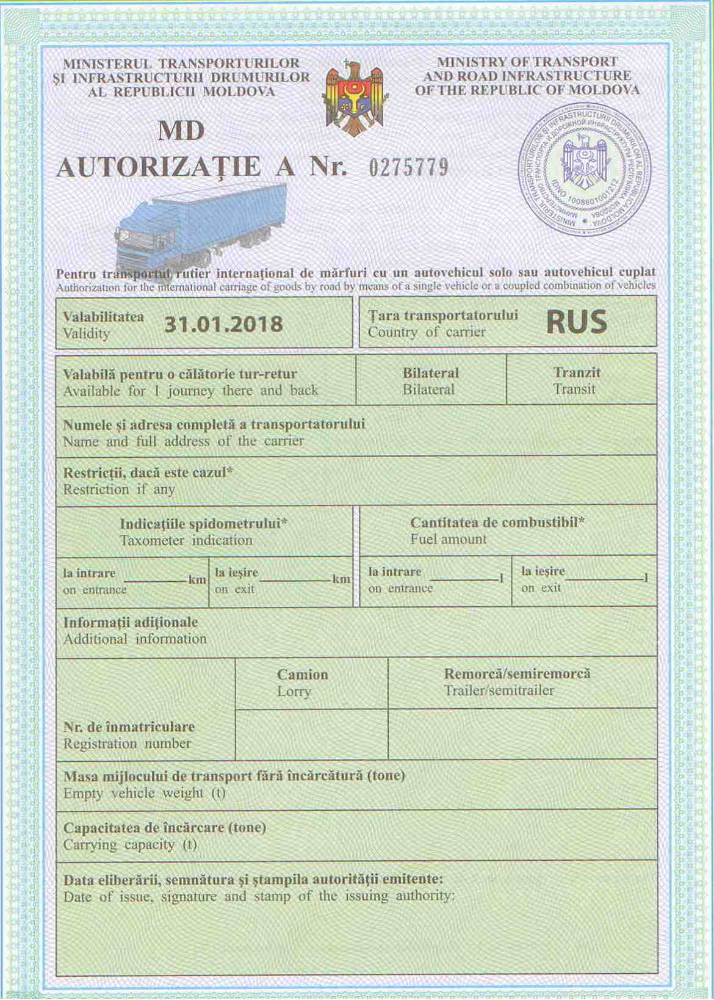 MINISTERUL TRANSPORTURILOR
ŞI INFRASTRUCTURII DRUMURILOR
AL REPUBLICII MOLDOVA
MINISTRY OF TRANSPORT
AND ROAD INFRASTRUCTURE
OF THE REPUBLIC OF MOLDOVA
MD
AUTORIZAŢIE A Nr. 0275779
MINISTERUL TRANSPORTURILOR ŞI INFRASTRUCTURII DRUMURILOR AL REPUBLICII MOLDOVA
МИНИСТЕРСТВО ТРАНСПОРТА И ДОРОЖНОЙ ИНФРАСТРУКТУРЫ РЕСПУБЛИКА МОЛДОВА
IDNO 1008601001212
Pentru transportul rutier internaţional de mărfuri cu un autovehicul solo sau autovehicul cuplat
Authorization for the international carriage of goods by road by means of a single vehicle or a coupled combination of vehicles
Valabilitatea 31.01.2018
Validity
Ţara transportatorului RUS
Country of carrier
Valabilă pentru o călătorie tur-retur
Available for 1 journey there and back
Bilateral
Bilateral
Tranzit
Transit
Numele şi adresa completă a transportatorului
Name and full address of the carrier
Restricţii, dacă este cazul*
Restriction if any
Indicaţiile spidometrului*
Taxometer indication
Cantitatea de combustibil*
Fuel amount
la intrare km
on entrance
la ieşire km
on exit
la intrare l
on entrance
la ieşire l
on exit
Informaţii adiţionale
Additional information
Camion
Lorry
Remorcă/semiremorcă
Trailer/semitrailer
Nr. de înmatriculare
Registration number
Masa mijlocului de transport fără încărcătură (tone)
Empty vehicle weight (t)
Capacitatea de încărcare (tone)
Carrying capacity (t)
Data eliberării, semnătura şi ştampila autorităţii emitente:
Date of issue, signature and stamp of the issuing authority: